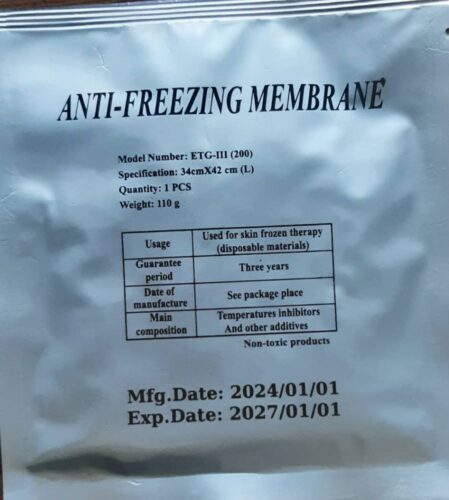 ANTI-FREEZING MEMBRANE
Model Number: ETG-III (200)
Specification: 34cmX42 cm (L)
Quantity: 1 PCS
Weight: 110 g
Usage
Used for skin frozen therapy
(disposable materials)
Guarantee
period
Three years
Date of
manufacture
See package place
Main
composition
Temperatures inhibitors
And other additives
Non-toxic products
Mfg.Date: 2024/01/01
Exp.Date: 2027/01/01